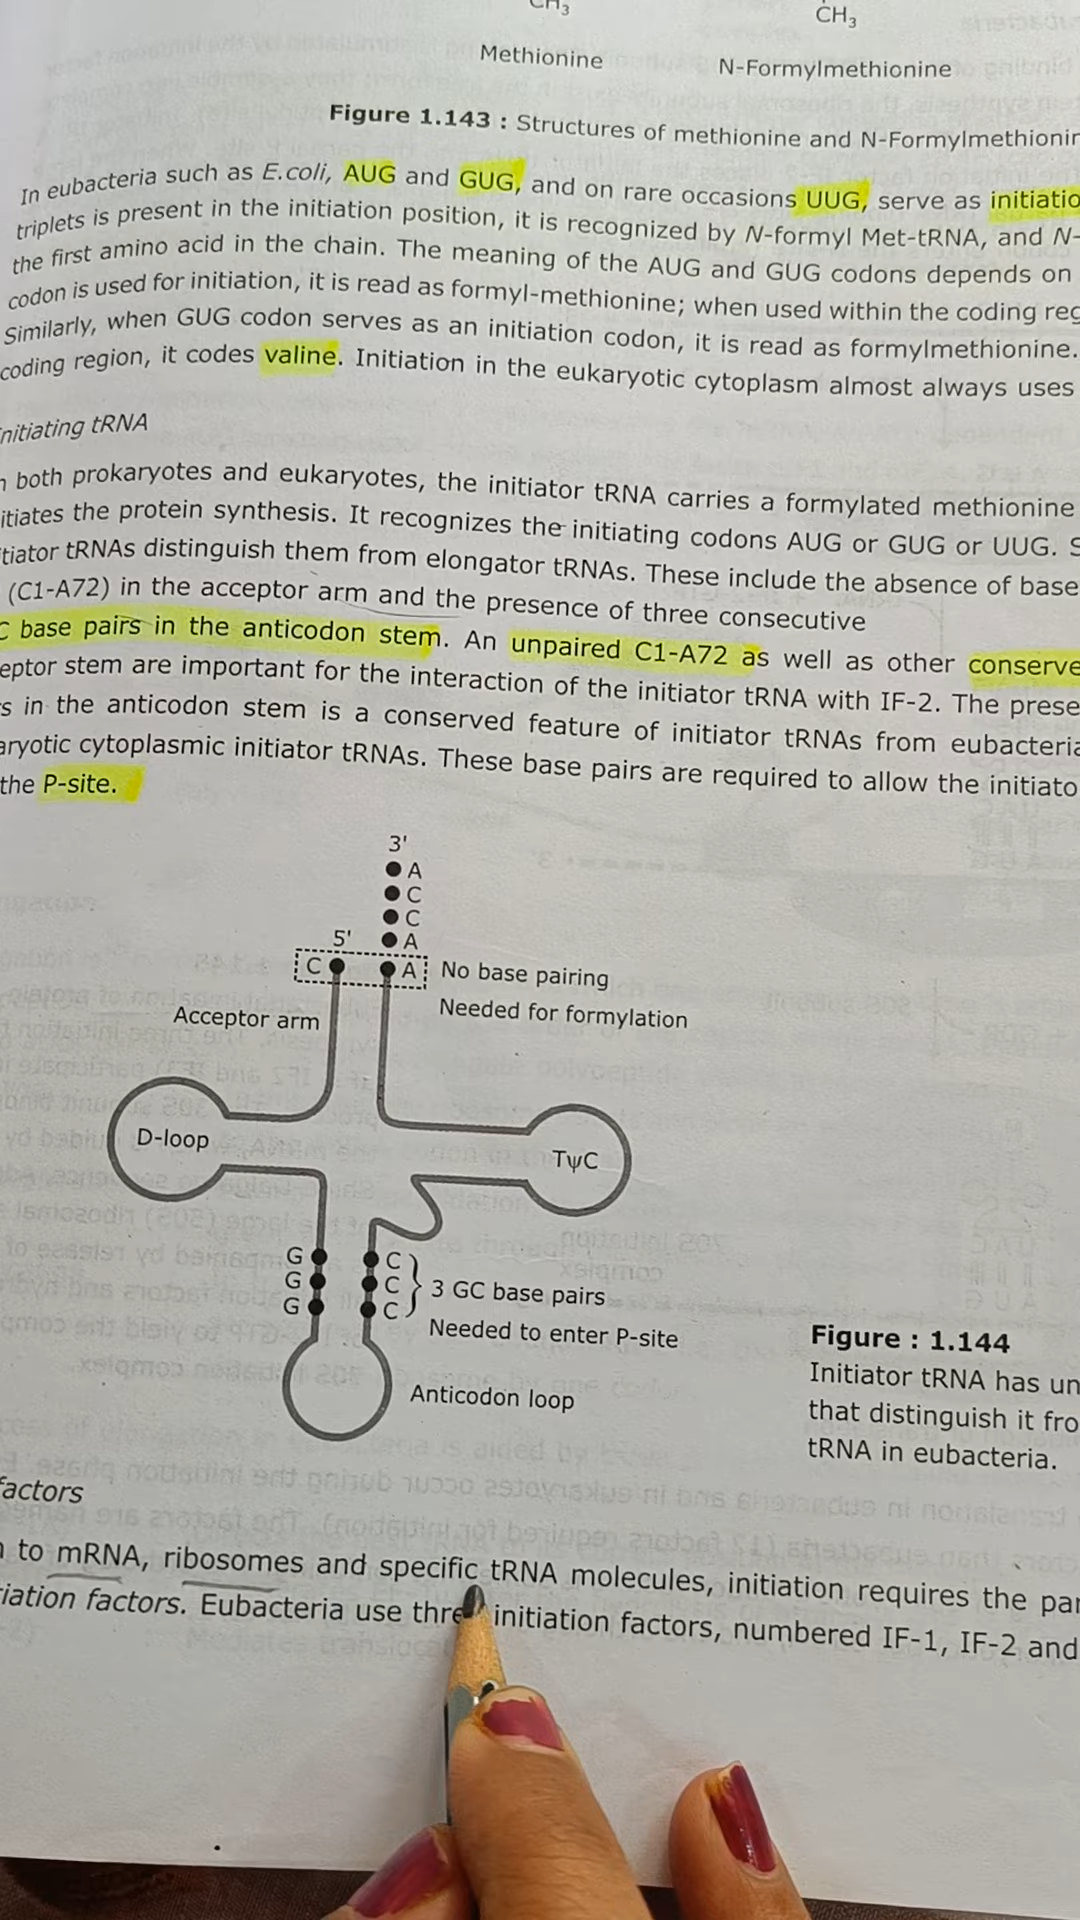 CH3
CH3
Methionine
N-Formylmethionine
Figure 1.143 : Structures of methionine and N-Formylmethionin
In eubacteria such as E.coli, AUG and GUG, and on rare occasions UUG, serve as initiatio
triplets is present in the initiation position, it is recognized by N-formyl Met-tRNA, and N-
the first amino acid in the chain. The meaning of the AUG and GUG codons depends on
codon is used for initiation, it is read as formyl-methionine; when used within the coding reg
Similarly, when GUG codon serves as an initiation codon, it is read as formylmethionine.
coding region, it codes valine. Initiation in the eukaryotic cytoplasm almost always uses
nitiating tRNA
n both prokaryotes and eukaryotes, the initiator tRNA carries a formylated methionine
itiates the protein synthesis. It recognizes the initiating codons AUG or GUG or UUG. S
tiator tRNAs distinguish them from elongator tRNAs. These include the absence of base
(C1-A72) in the acceptor arm and the presence of three consecutive
C base pairs in the anticodon stem. An unpaired C1-A72 as well as other conserve
eptor stem are important for the interaction of the initiator tRNA with IF-2. The prese
s in the anticodon stem is a conserved feature of initiator tRNAs from eubacteria
aryotic cytoplasmic initiator tRNAs. These base pairs are required to allow the initiato
the P-site.
3'
A
C
C
5' A
C A No base pairing
Needed for formylation
Acceptor arm
D-loop
TψC
G C
G C 3 GC base pairs
G C
Needed to enter P-site
Anticodon loop
Figure : 1.144
Initiator tRNA has un
that distinguish it fro
tRNA in eubacteria.
factors
n to mRNA, ribosomes and specific tRNA molecules, initiation requires the par
iation factors. Eubacteria use thre initiation factors, numbered IF-1, IF-2 and